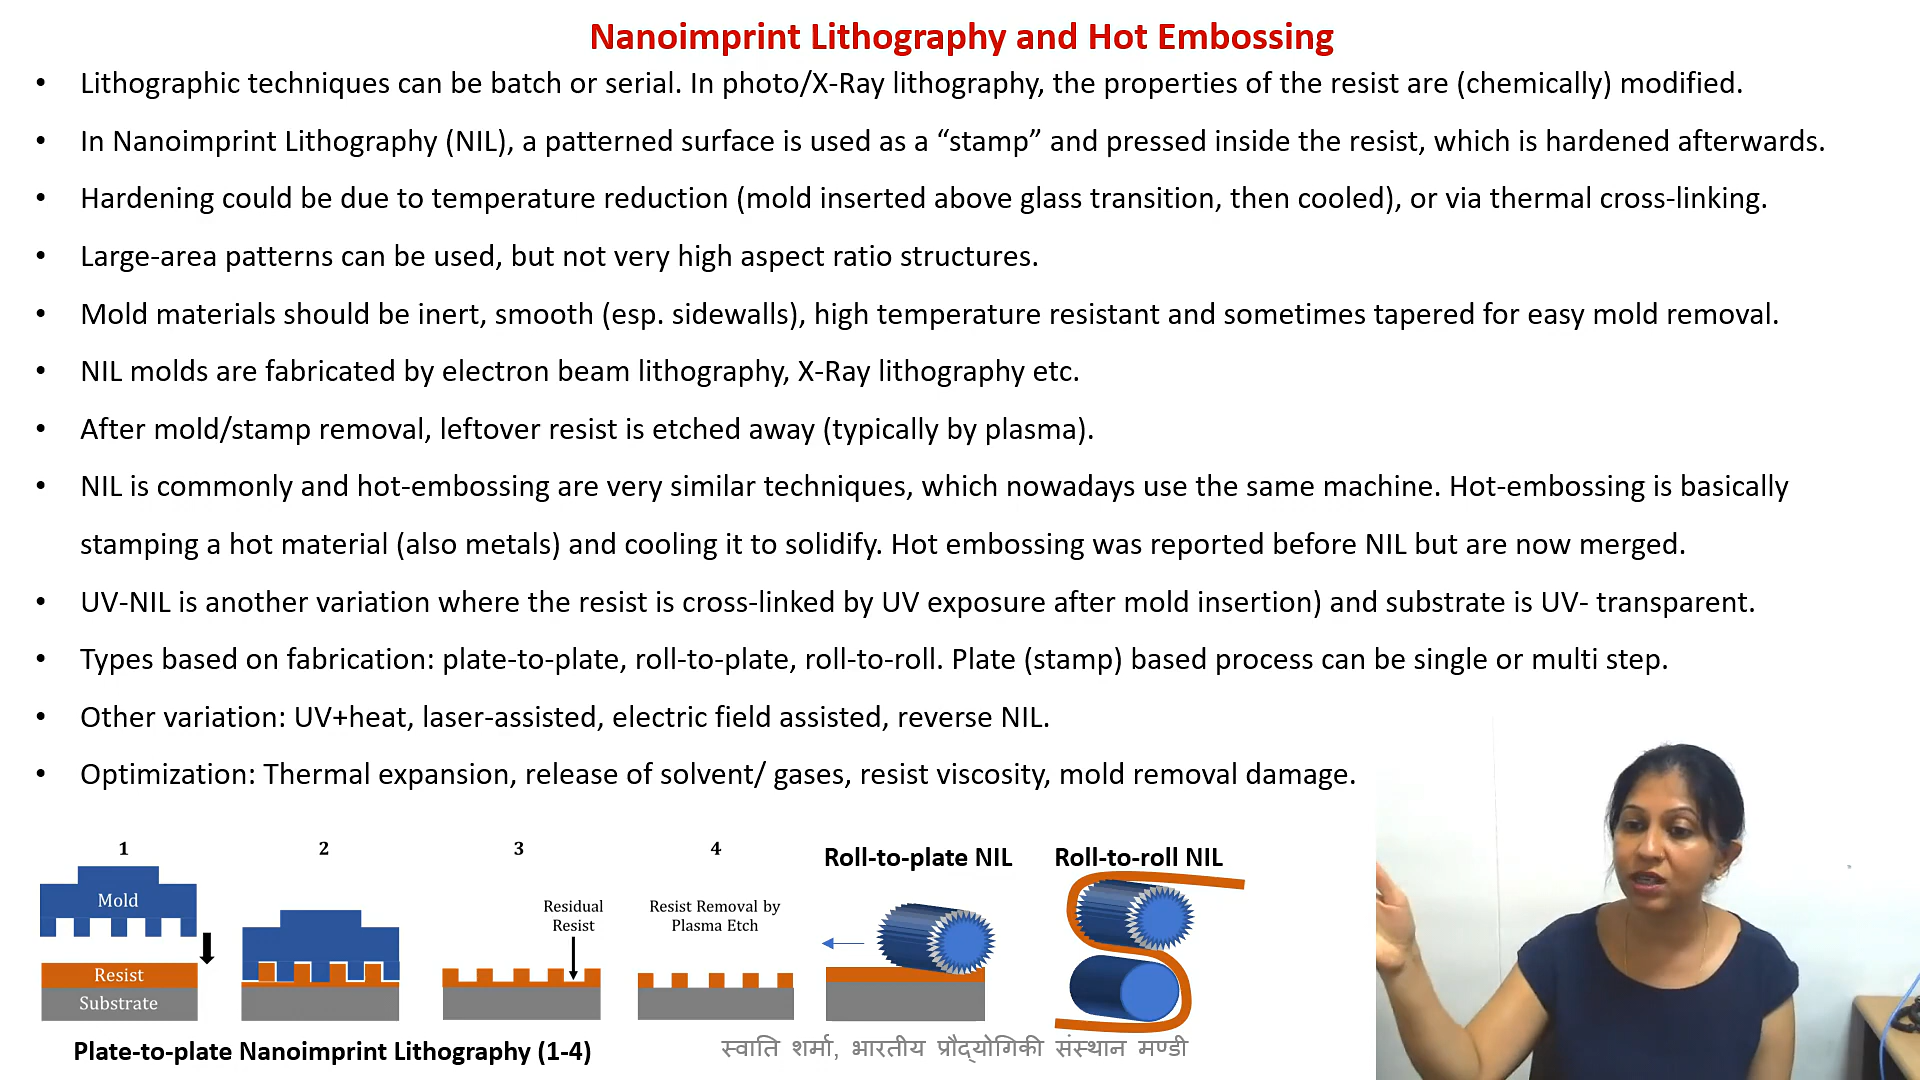 Nanoimprint Lithography and Hot Embossing
• Lithographic techniques can be batch or serial. In photo/X-Ray lithography, the properties of the resist are (chemically) modified.
• In Nanoimprint Lithography (NIL), a patterned surface is used as a “stamp” and pressed inside the resist, which is hardened afterwards.
• Hardening could be due to temperature reduction (mold inserted above glass transition, then cooled), or via thermal cross-linking.
• Large-area patterns can be used, but not very high aspect ratio structures.
• Mold materials should be inert, smooth (esp. sidewalls), high temperature resistant and sometimes tapered for easy mold removal.
• NIL molds are fabricated by electron beam lithography, X-Ray lithography etc.
• After mold/stamp removal, leftover resist is etched away (typically by plasma).
• NIL is commonly and hot-embossing are very similar techniques, which nowadays use the same machine. Hot-embossing is basically
stamping a hot material (also metals) and cooling it to solidify. Hot embossing was reported before NIL but are now merged.
• UV-NIL is another variation where the resist is cross-linked by UV exposure after mold insertion) and substrate is UV- transparent.
• Types based on fabrication: plate-to-plate, roll-to-plate, roll-to-roll. Plate (stamp) based process can be single or multi step.
• Other variation: UV+heat, laser-assisted, electric field assisted, reverse NIL.
• Optimization: Thermal expansion, release of solvent/ gases, resist viscosity, mold removal damage.
1
2
3
4
Roll-to-plate NIL
Roll-to-roll NIL
Mold
Resist
Substrate
Residual
Resist
Resist Removal by
Plasma Etch
Plate-to-plate Nanoimprint Lithography (1-4)
स्वाति शर्मा, भारतीय प्रौद्योगिकी संस्थान मण्डी